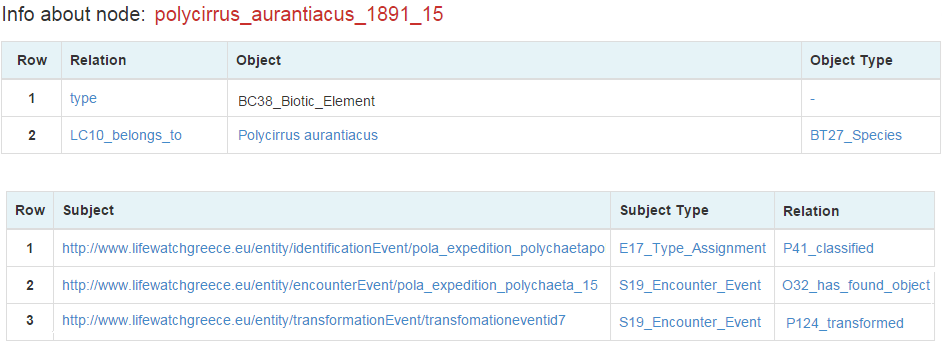 Info about node: polycirrus_aurantiacus_1891_15
Row Relation Object Object Type
1 type BC38_Biotic_Element -
2 LC10_belongs_to Polycirrus aurantiacus BT27_Species
Row Subject Subject Type Relation
1 http://www.lifewatchgreece.eu/entity/identificationEvent/pola_expedition_polychaetapo E17_Type_Assignment P41_classified
2 http://www.lifewatchgreece.eu/entity/encounterEvent/pola_expedition_polychaeta_15 S19_Encounter_Event O32_has_found_object
3 http://www.lifewatchgreece.eu/entity/transformationEvent/transfomationeventid7 S19_Encounter_Event P124_transformed